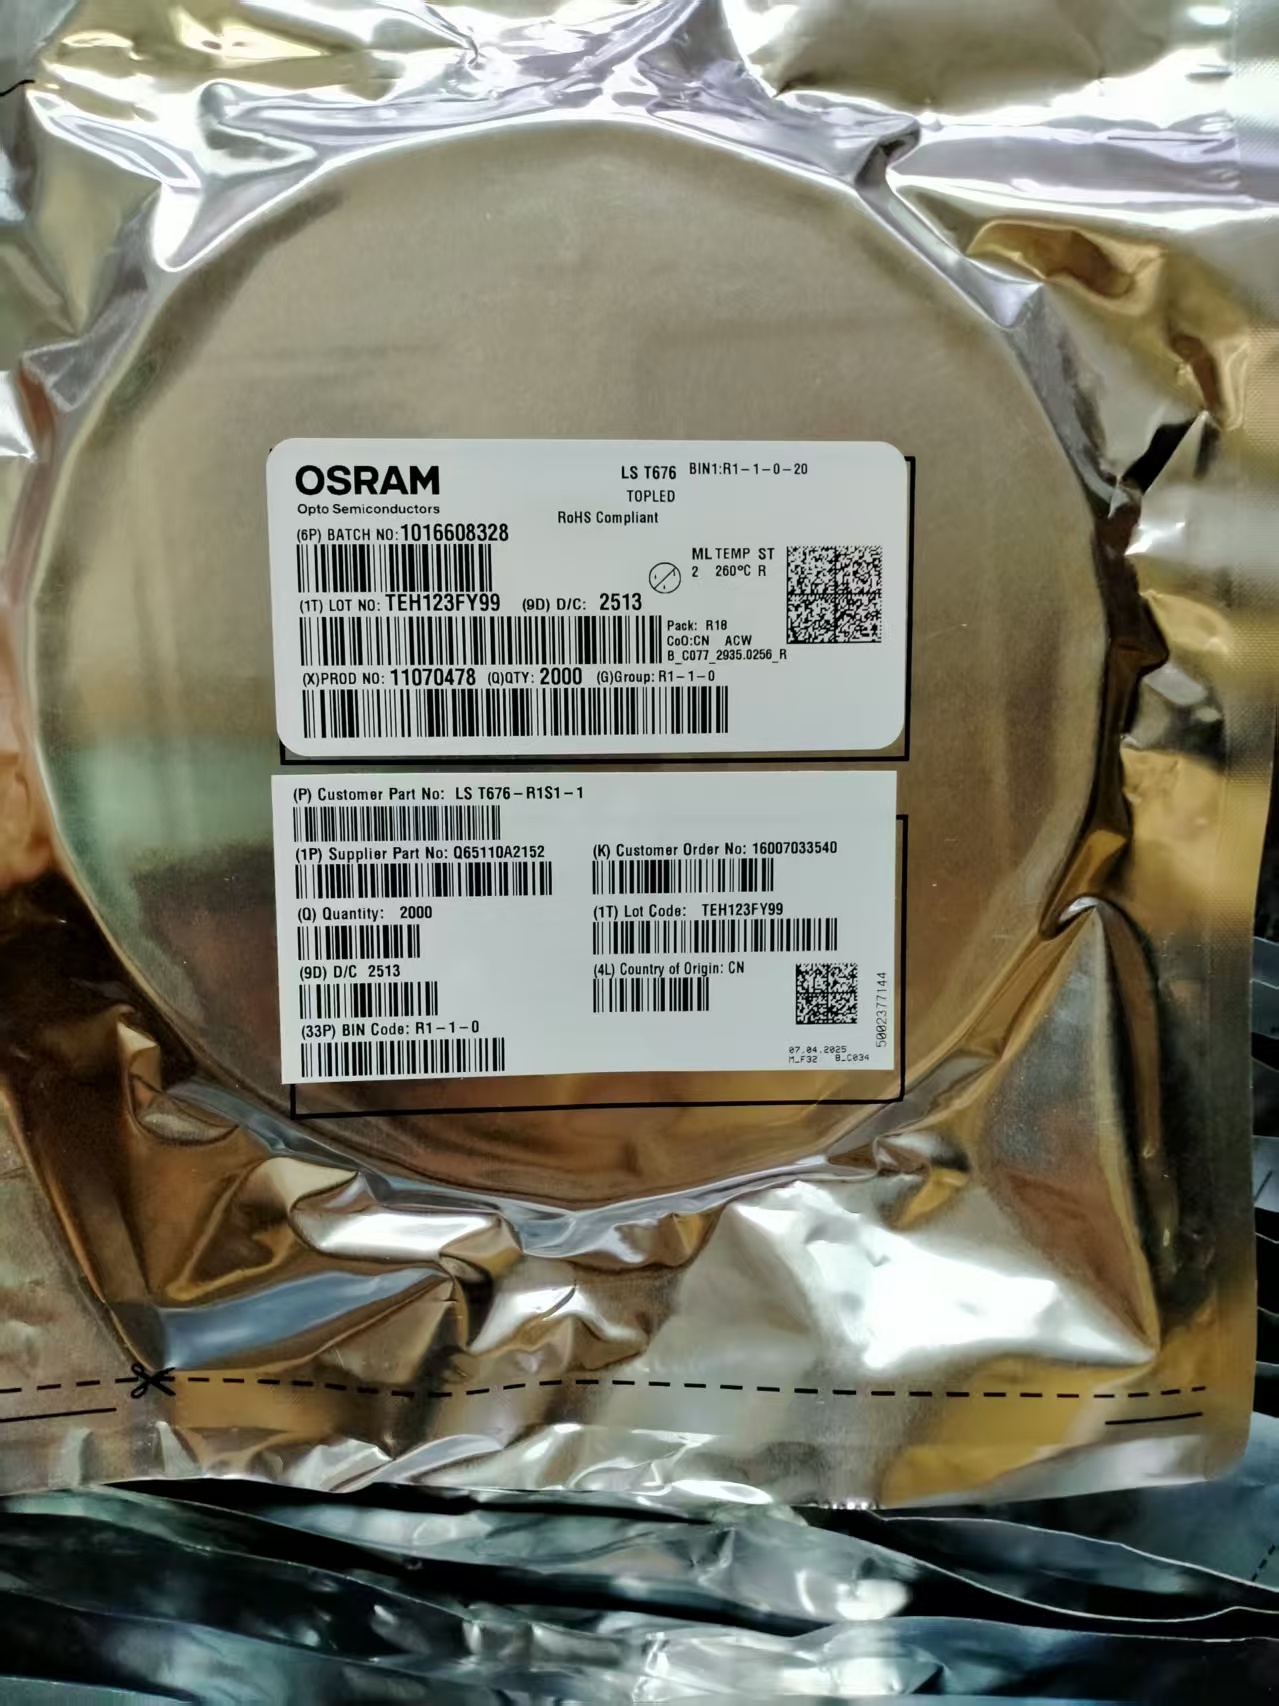 OSRAM
Opto Semiconductors
LS T676 BIN1:R1-1-0-20
TOPLED
RoHS Compliant
(6P) BATCH NO: 1016608328
ML TEMP ST
2 260°C R
(1T) LOT NO: TEH123FY99 (9D) D/C: 2513
Pack: R18
CoO:CN ACW
B_C077_2935.0256_R
(X)PROD NO: 11070478 (Q)QTY: 2000 (G)Group: R1-1-0
(P) Customer Part No: LS T676-R1S1-1
(1P) Supplier Part No: Q65110A2152
(K) Customer Order No: 16007033540
(Q) Quantity: 2000
(1T) Lot Code: TEH123FY99
(9D) D/C 2513
(4L) Country of Origin: CN
(33P) BIN Code: R1-1-0
5002377144
07.04.2025
M_F32 B_C034